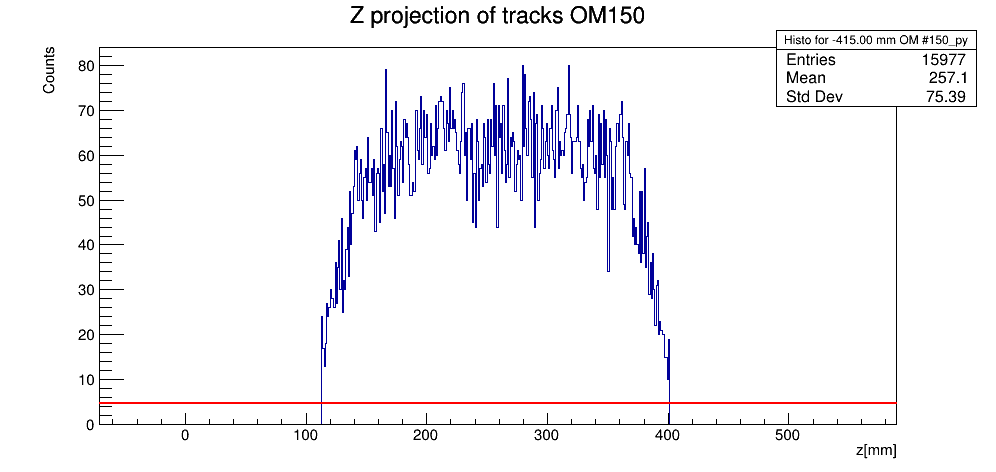 Z projection of tracks OM150
Histo for -415.00 mm OM #150_py
Entries 15977
Mean 257.1
Std Dev 75.39
Counts
80
70
60
50
40
30
20
10
0
0 100 200 300 400 500
z[mm]